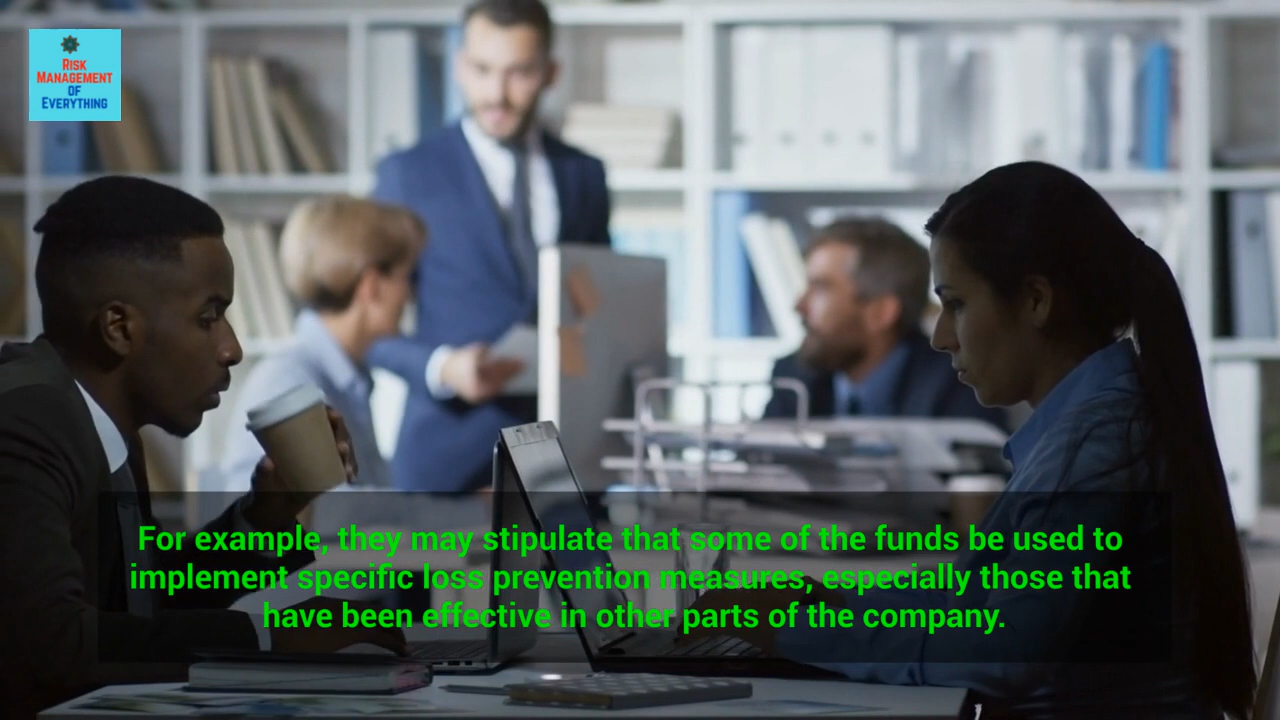 RISK
MANAGEMENT
OF
EVERYTHING
For example, they may stipulate that some of the funds be used to
implement specific loss prevention measures, especially those that
have been effective in other parts of the company.